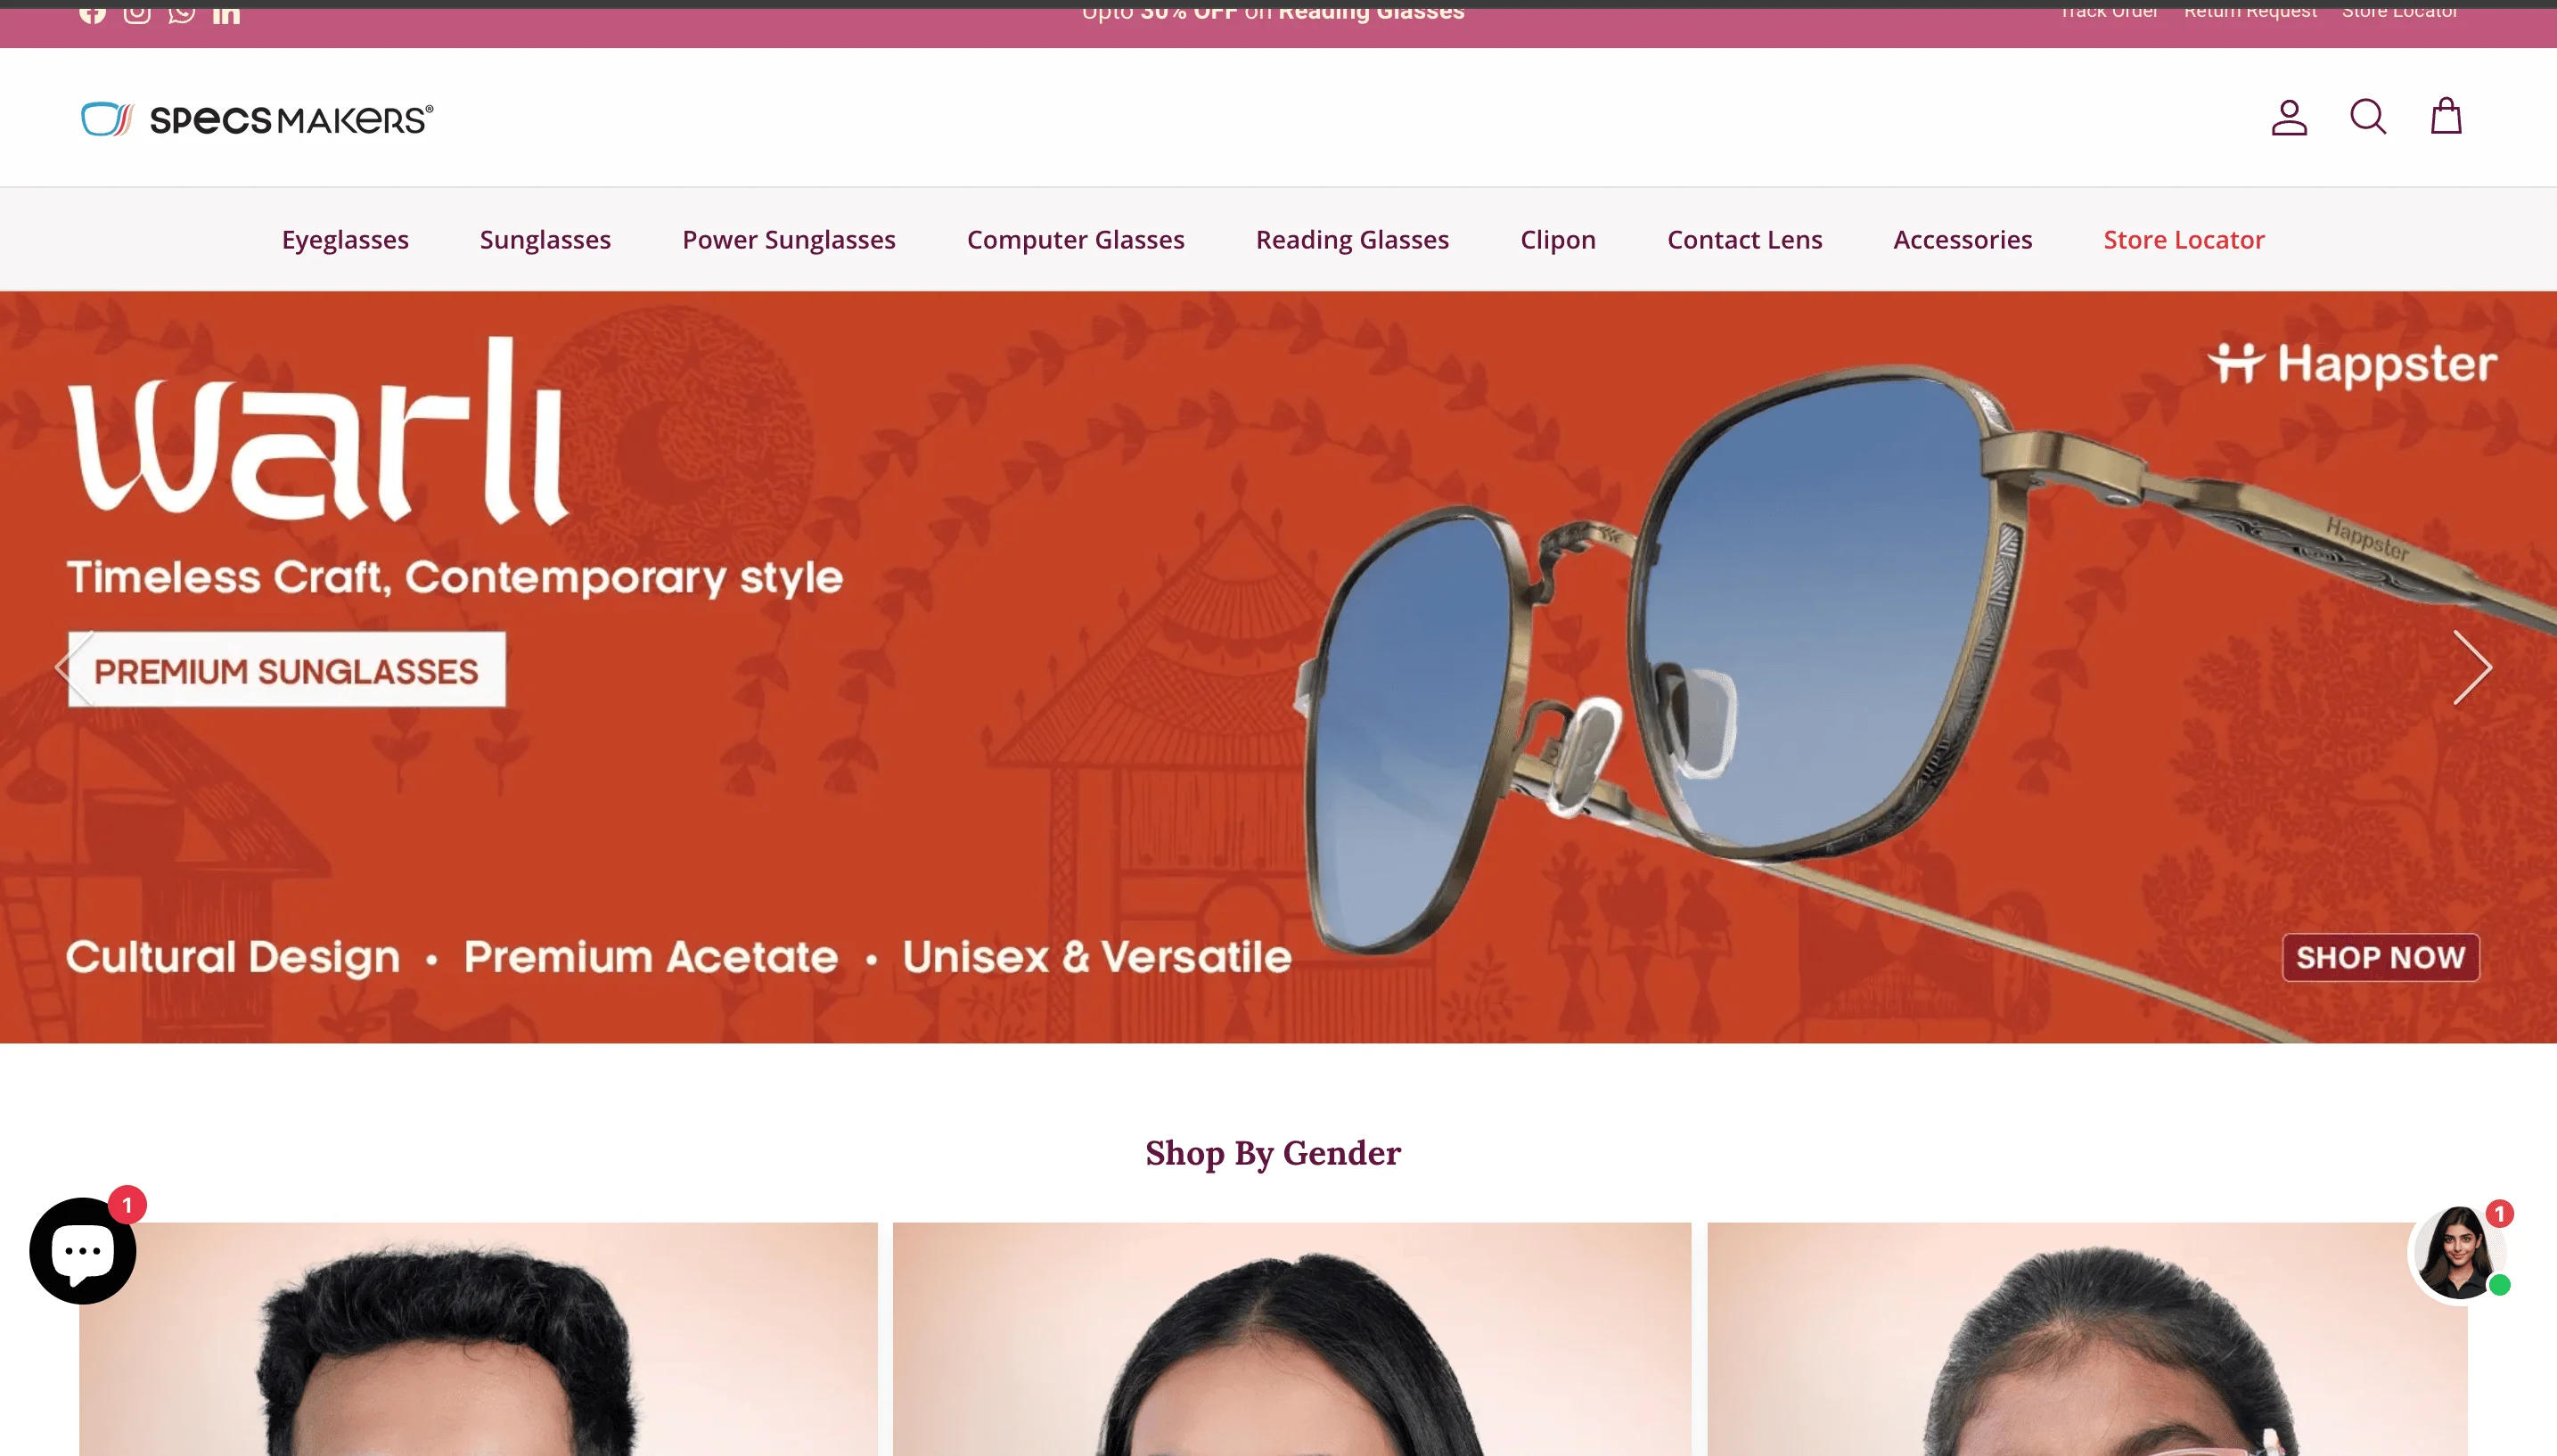 Upto 30% OFF on Reading Glasses
Track Order Return Request Store Locator
SPECSMAKERS®
Eyeglasses Sunglasses Power Sunglasses Computer Glasses Reading Glasses Clipon Contact Lens Accessories Store Locator
warli
Happster
Happster
Timeless Craft, Contemporary style
PREMIUM SUNGLASSES
Cultural Design • Premium Acetate • Unisex & Versatile
SHOP NOW
Shop By Gender
1
1